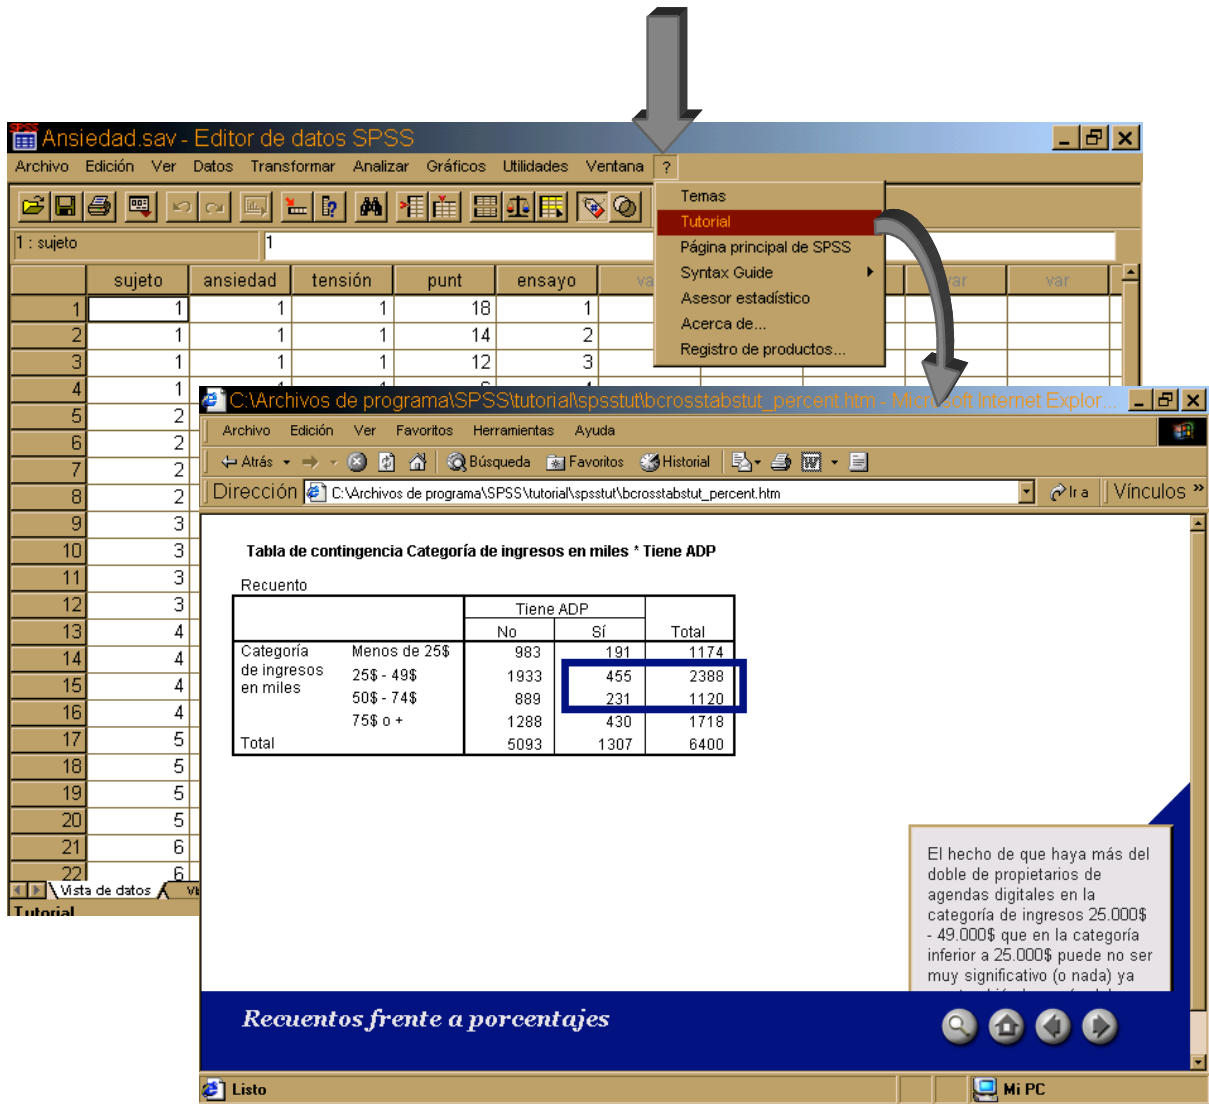 Ansiedad.sav - Editor de datos SPSS
Archivo Edición Ver Datos Transformar Analizar Gráficos Utilidades Ventana ?
Temas
Tutorial
Página principal de SPSS
Syntax Guide
Asesor estadístico
Acerca de...
Registro de productos...
1 : sujeto 1
sujeto ansiedad tensión punt ensayo va var var
1 1 1 1 18 1
2 1 1 1 14 2
3 1 1 1 12 3
4 1
5 2
6 2
7 2
8 2
9 3
10 3
11 3
12 3
13 4
14 4
15 4
16 4
17 5
18 5
19 5
20 5
21 6
22 6
Vista de datos
Tutorial
C:\Archivos de programa\SPSS\tutorial\spsstut\bcrosstabstut_percent.htm - Microsoft Internet Explor...
Archivo Edición Ver Favoritos Herramientas Ayuda
Atrás Búsqueda Favoritos Historial
Dirección C:\Archivos de programa\SPSS\tutorial\spsstut\bcrosstabstut_percent.htm Ir a Vínculos »
Tabla de contingencia Categoría de ingresos en miles * Tiene ADP
Recuento
Tiene ADP
No Sí Total
Categoría de ingresos en miles Menos de 25$ 983 191 1174
25$ - 49$ 1933 455 2388
50$ - 74$ 889 231 1120
75$ o + 1288 430 1718
Total 5093 1307 6400
El hecho de que haya más del
doble de propietarios de
agendas digitales en la
categoría de ingresos 25.000$
- 49.000$ que en la categoría
inferior a 25.000$ puede no ser
muy significativo (o nada) ya
Recuentos frente a porcentajes
Listo Mi PC